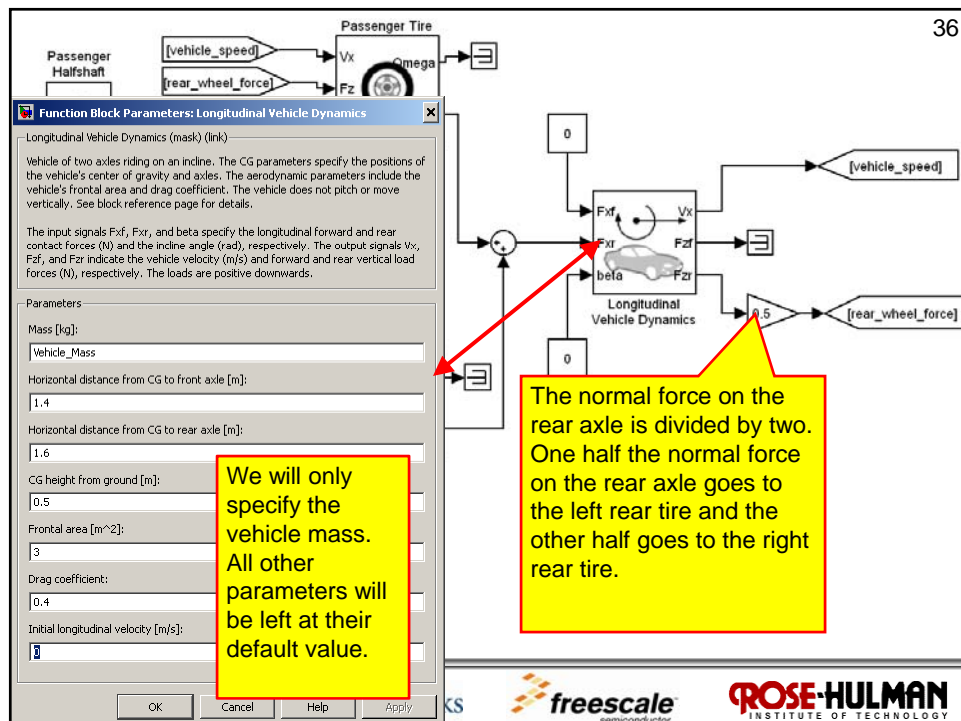 36
Passenger Tire
[vehicle_speed]
Vx
Passenger
Halfshaft
Omega
[rear_wheel_force]
Fz
Function Block Parameters: Longitudinal Vehicle Dynamics
Longitudinal Vehicle Dynamics (mask) (link)
Vehicle of two axles riding on an incline. The CG parameters specify the positions of
the vehicle's center of gravity and axles. The aerodynamic parameters include the
vehicle's frontal area and drag coefficient. The vehicle does not pitch or move
vertically. See block reference page for details.
The input signals Fxf, Fxr, and beta specify the longitudinal forward and rear
contact forces (N) and the incline angle (rad), respectively. The output signals Vx,
Fzf, and Fzr indicate the vehicle velocity (m/s) and forward and rear vertical load
forces (N), respectively. The loads are positive downwards.
Parameters
Mass [kg]:
Vehicle_Mass
Horizontal distance from CG to front axle [m]:
1.4
Horizontal distance from CG to rear axle [m]:
1.6
CG height from ground [m]:
0.5
Frontal area [m^2]:
3
Drag coefficient:
0.4
Initial longitudinal velocity [m/s]:
0
OK Cancel Help Apply
We will only
specify the
vehicle mass.
All other
parameters will
be left at their
default value.
0
Fxf
Vx
Fxr
Fzf
beta
Fzr
Longitudinal
Vehicle Dynamics
0
[vehicle_speed]
0.5
[rear_wheel_force]
The normal force on the
rear axle is divided by two.
One half the normal force
on the rear axle goes to
the left rear tire and the
other half goes to the right
rear tire.
KS
freescale
semiconductor
ROSE-HULMAN
INSTITUTE OF TECHNOLOGY